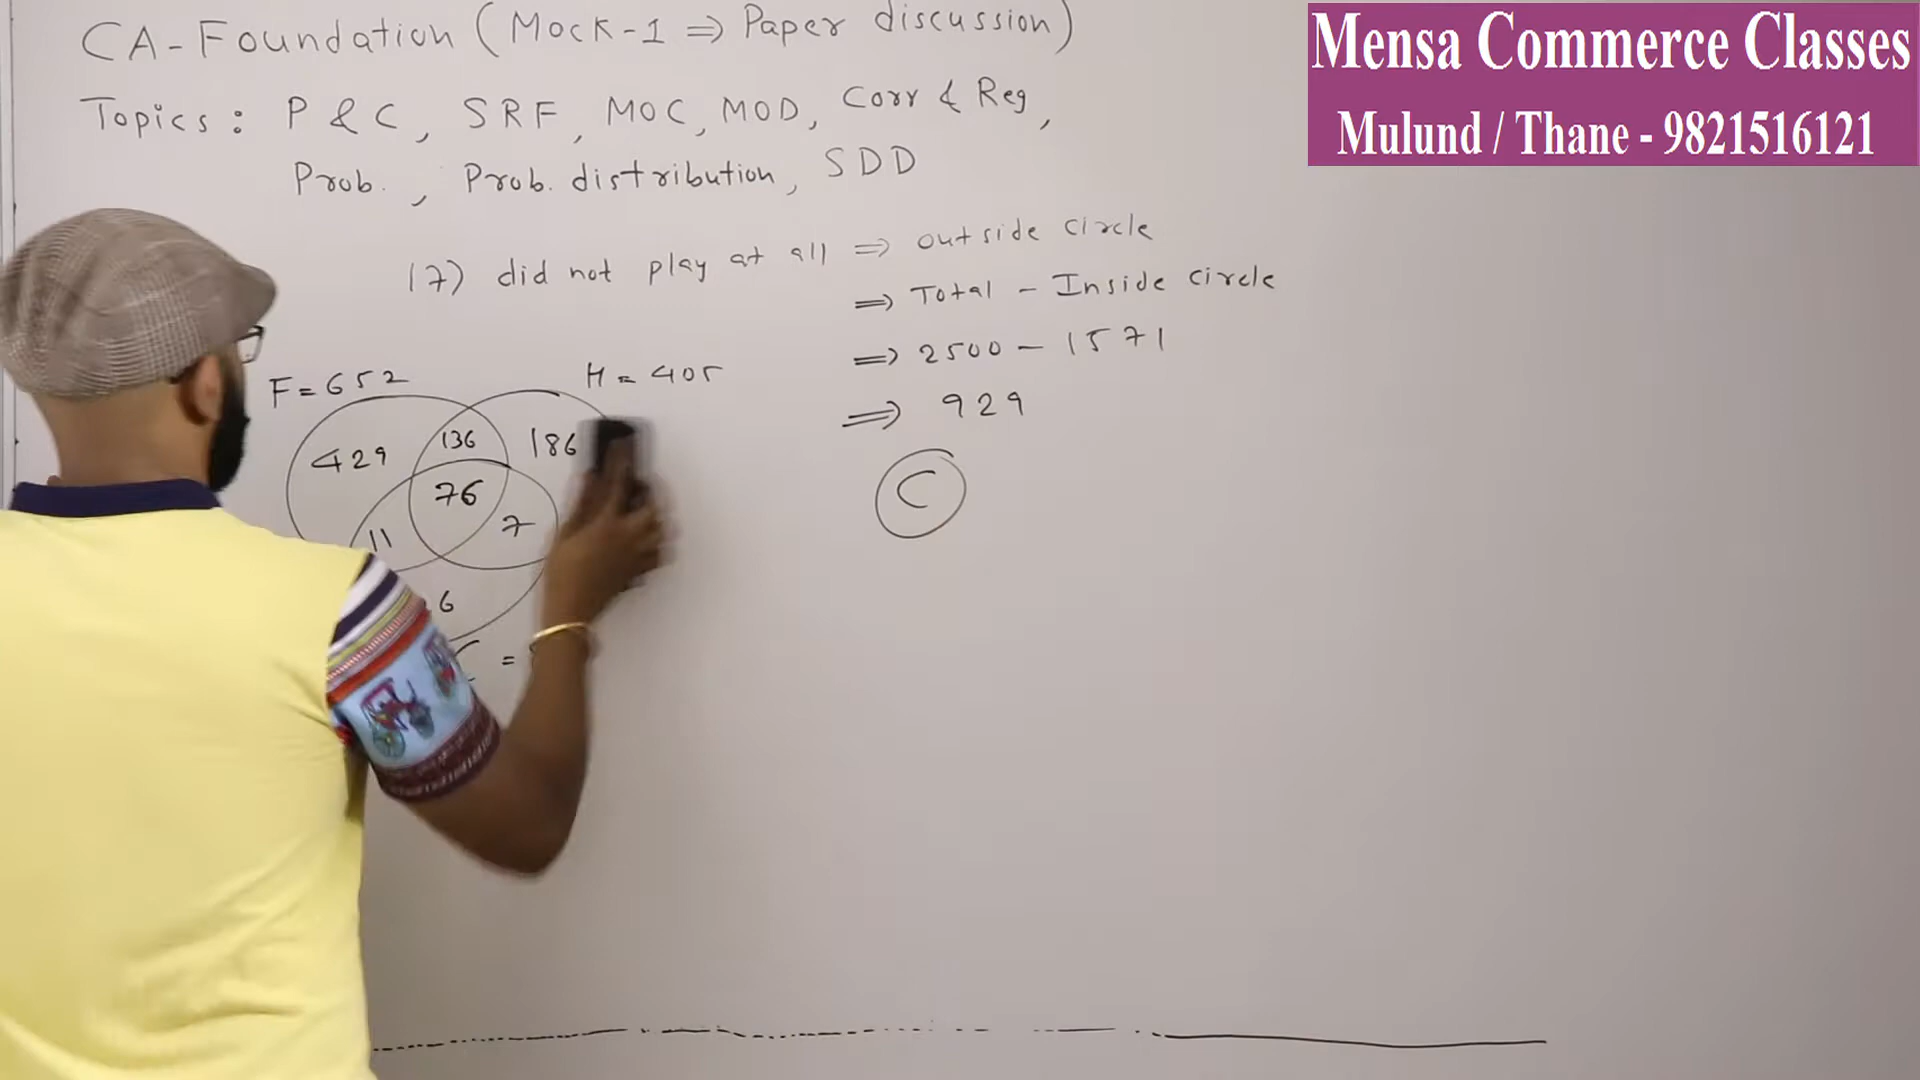 CA-Foundation (Mock-1 ⇒ Paper discussion)
Topics: P & C, SRF, MOC, MOD, Corr & Reg,
Prob., Prob. distribution, SDD
Mensa Commerce Classes
Mulund / Thane - 9821516121
17) did not play at all ⇒ outside circle
⇒ Total - Inside circle
⇒ 2500 - 1571
⇒ 929
C
F = 652
H = 405
429
136
186
76
11
7
6
=